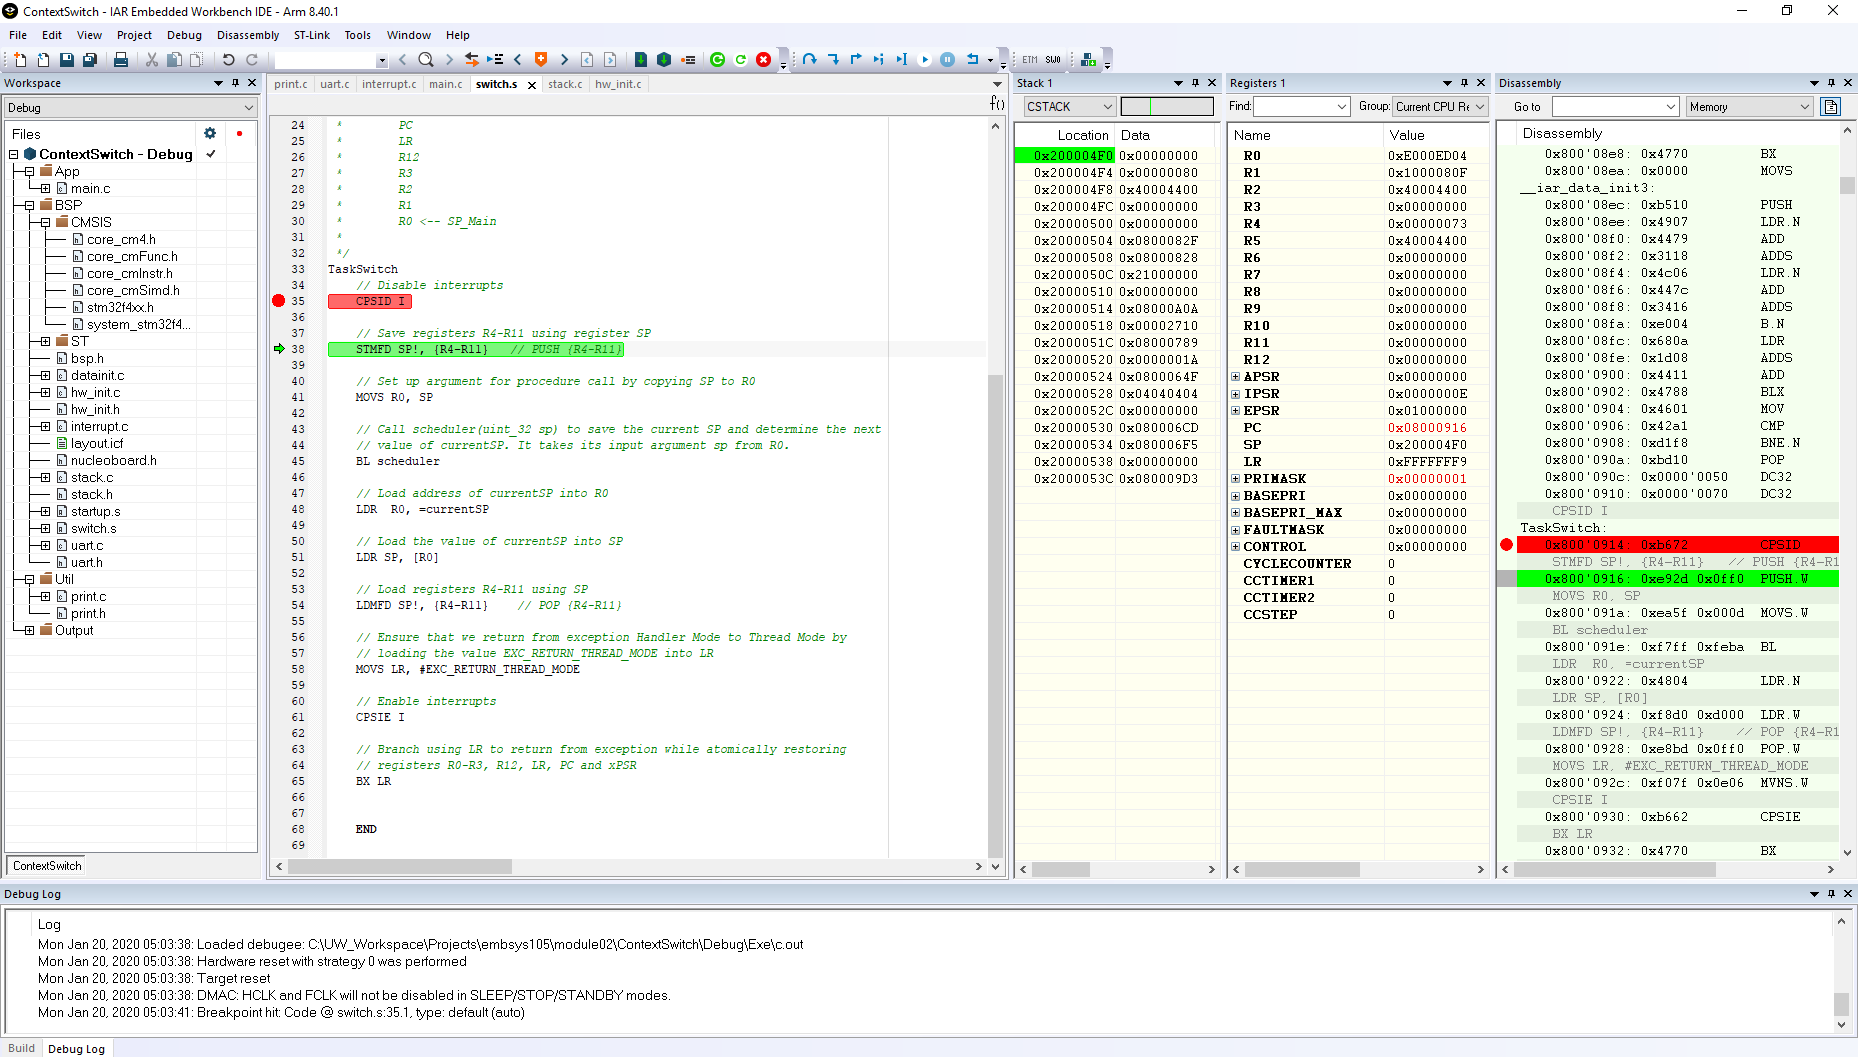 ContextSwitch - IAR Embedded Workbench IDE - Arm 8.40.1
File Edit View Project Debug Disassembly ST-Link Tools Window Help
ETM SWO
Workspace
Debug
Files
ContextSwitch - Debug
App
main.c
BSP
CMSIS
core_cm4.h
core_cmFunc.h
core_cmInstr.h
core_cmSimd.h
stm32f4xx.h
system_stm32f4...
ST
bsp.h
datainit.c
hw_init.c
hw_init.h
interrupt.c
layout.icf
nucleoboard.h
stack.c
stack.h
startup.s
switch.s
uart.c
uart.h
Util
print.c
print.h
Output
ContextSwitch
print.c uart.c interrupt.c main.c switch.s stack.c hw_init.c
f()
24 * PC
25 * LR
26 * R12
27 * R3
28 * R2
29 * R1
30 * R0 <-- SP_Main
31 *
32 */
33 TaskSwitch
34 // Disable interrupts
35 CPSID I
36
37 // Save registers R4-R11 using register SP
38 STMFD SP!, {R4-R11} // PUSH {R4-R11}
39
40 // Set up argument for procedure call by copying SP to R0
41 MOVS R0, SP
42
43 // Call scheduler(uint_32 sp) to save the current SP and determine the next
44 // value of currentSP. It takes its input argument sp from R0.
45 BL scheduler
46
47 // Load address of currentSP into R0
48 LDR R0, =currentSP
49
50 // Load the value of currentSP into SP
51 LDR SP, [R0]
52
53 // Load registers R4-R11 using SP
54 LDMFD SP!, {R4-R11} // POP {R4-R11}
55
56 // Ensure that we return from exception Handler Mode to Thread Mode by
57 // loading the value EXC_RETURN_THREAD_MODE into LR
58 MOVS LR, #EXC_RETURN_THREAD_MODE
59
60 // Enable interrupts
61 CPSIE I
62
63 // Branch using LR to return from exception while atomically restoring
64 // registers R0-R3, R12, LR, PC and xPSR
65 BX LR
66
67
68 END
69
Stack 1
CSTACK
Location Data
0x200004F0 0x00000000
0x200004F4 0x00000080
0x200004F8 0x40004400
0x200004FC 0x00000000
0x20000500 0x00000000
0x20000504 0x0800082F
0x20000508 0x08000828
0x2000050C 0x21000000
0x20000510 0x00000000
0x20000514 0x08000A0A
0x20000518 0x00002710
0x2000051C 0x08000789
0x20000520 0x0000001A
0x20000524 0x0800064F
0x20000528 0x04040404
0x2000052C 0x00000000
0x20000530 0x080006CD
0x20000534 0x080006F5
0x20000538 0x00000000
0x2000053C 0x080009D3
Registers 1
Find: Group: Current CPU Re
Name Value
R0 0xE000ED04
R1 0x1000080F
R2 0x40004400
R3 0x00000000
R4 0x00000073
R5 0x40004400
R6 0x00000000
R7 0x00000000
R8 0x00000000
R9 0x00000000
R10 0x00000000
R11 0x00000000
R12 0x00000000
APSR 0x00000000
IPSR 0x0000000E
EPSR 0x01000000
PC 0x08000916
SP 0x200004F0
LR 0xFFFFFFF9
PRIMASK 0x00000001
BASEPRI 0x00000000
BASEPRI_MAX 0x00000000
FAULTMASK 0x00000000
CONTROL 0x00000000
CYCLECOUNTER 0
CCTIMER1 0
CCTIMER2 0
CCSTEP 0
Disassembly
Go to Memory
Disassembly
0x800'08e8: 0x4770 BX
0x800'08ea: 0x0000 MOVS
__iar_data_init3:
0x800'08ec: 0xb510 PUSH
0x800'08ee: 0x4907 LDR.N
0x800'08f0: 0x4479 ADD
0x800'08f2: 0x3118 ADDS
0x800'08f4: 0x4c06 LDR.N
0x800'08f6: 0x447c ADD
0x800'08f8: 0x3416 ADDS
0x800'08fa: 0xe004 B.N
0x800'08fc: 0x680a LDR
0x800'08fe: 0x1d08 ADDS
0x800'0900: 0x4411 ADD
0x800'0902: 0x4788 BLX
0x800'0904: 0x4601 MOV
0x800'0906: 0x42a1 CMP
0x800'0908: 0xd1f8 BNE.N
0x800'090a: 0xbd10 POP
0x800'090c: 0x0000'0050 DC32
0x800'0910: 0x0000'0070 DC32
CPSID I
TaskSwitch:
0x800'0914: 0xb672 CPSID
STMFD SP!, {R4-R11} // PUSH {R4-R1
0x800'0916: 0xe92d 0x0ff0 PUSH.W
MOVS R0, SP
0x800'091a: 0xea5f 0x000d MOVS.W
BL scheduler
0x800'091e: 0xf7ff 0xfeba BL
LDR R0, =currentSP
0x800'0922: 0x4804 LDR.N
LDR SP, [R0]
0x800'0924: 0xf8d0 0xd000 LDR.W
LDMFD SP!, {R4-R11} // POP {R4-R1
0x800'0928: 0xe8bd 0x0ff0 POP.W
MOVS LR, #EXC_RETURN_THREAD_MODE
0x800'092c: 0xf07f 0x0e06 MVNS.W
CPSIE I
0x800'0930: 0xb662 CPSIE
BX LR
0x800'0932: 0x4770 BX
Debug Log
Log
Mon Jan 20, 2020 05:03:38: Loaded debugee: C:\UW_Workspace\Projects\embsys105\module02\ContextSwitch\Debug\Exe\c.out
Mon Jan 20, 2020 05:03:38: Hardware reset with strategy 0 was performed
Mon Jan 20, 2020 05:03:38: Target reset
Mon Jan 20, 2020 05:03:38: DMAC: HCLK and FCLK will not be disabled in SLEEP/STOP/STANDBY modes.
Mon Jan 20, 2020 05:03:41: Breakpoint hit: Code @ switch.s:35.1, type: default (auto)
Build Debug Log